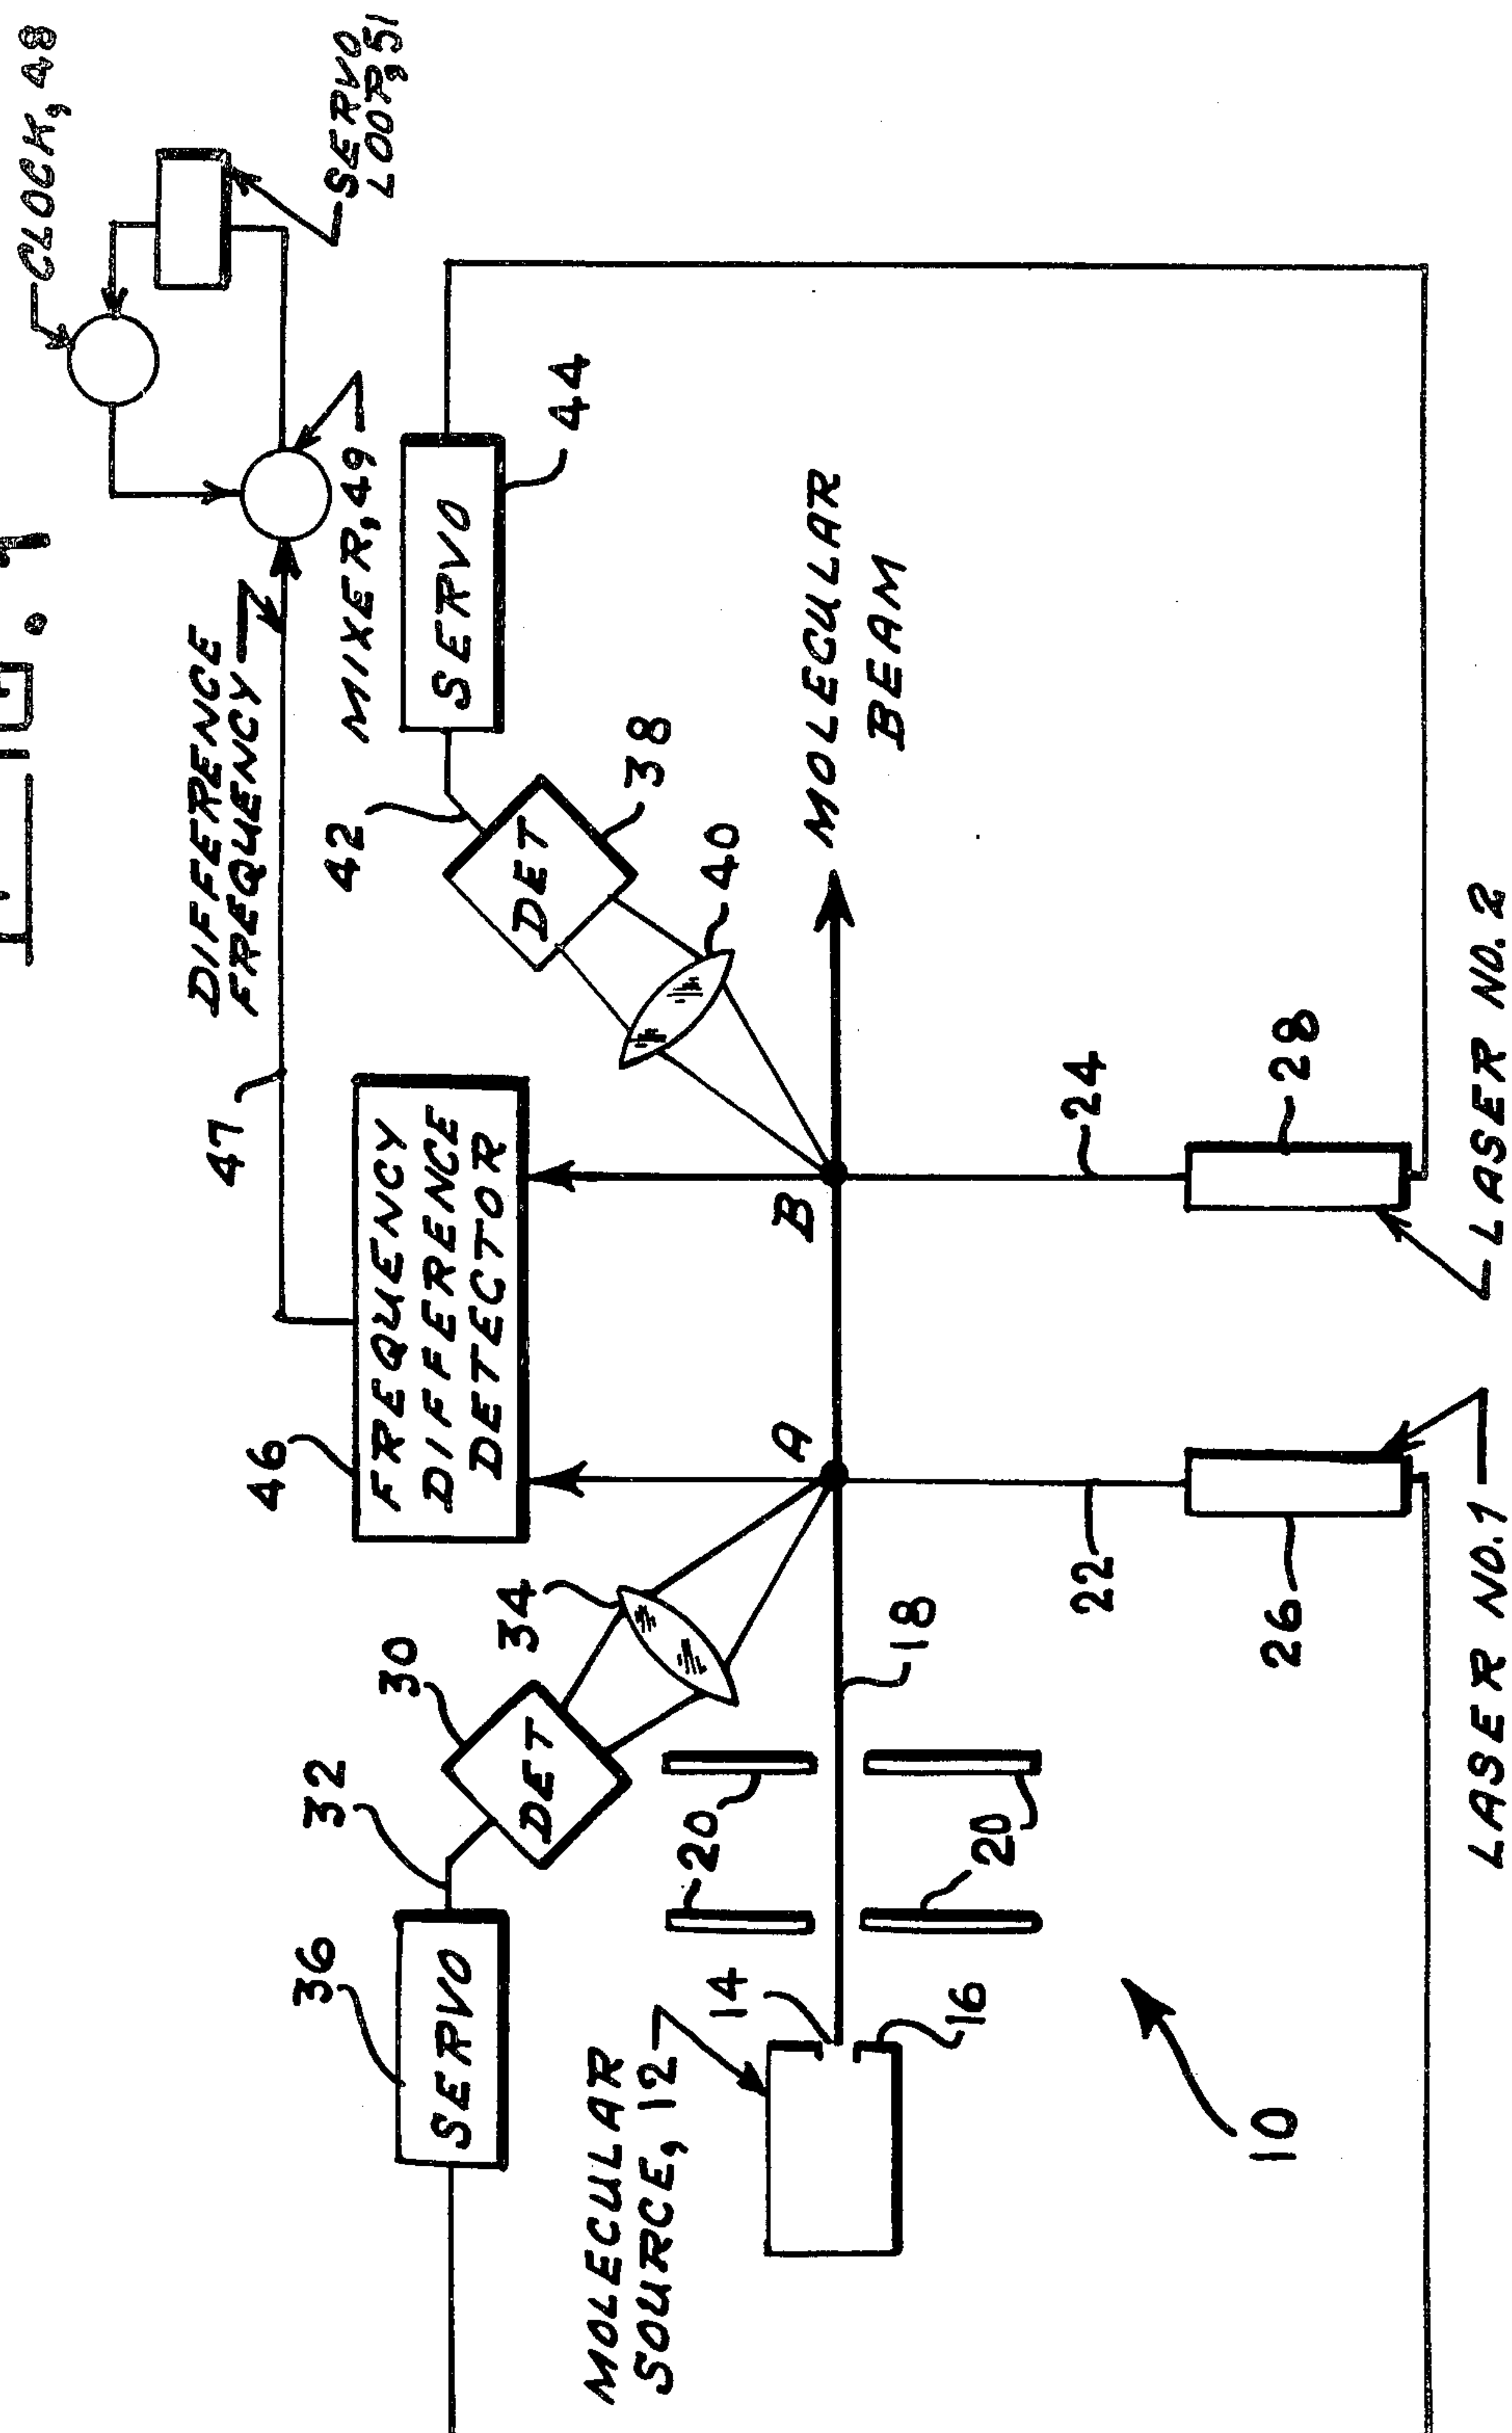 FIG. 1
CLOCK, 48
SERVO
LOOP, 51
DIFFERENCE
FREQUENCY
47
MIXER, 49
46
FREQUENCY
DIFFERENCE
DETECTOR
36
SERVO
32
30
DET
34
42
DET
38
40
SERVO
44
MOLECULAR
SOURCE, 12
14
16
20
20
18
A
B
MOLECULAR
BEAM
22
24
26
28
10
LASER NO.1
LASER NO. 2